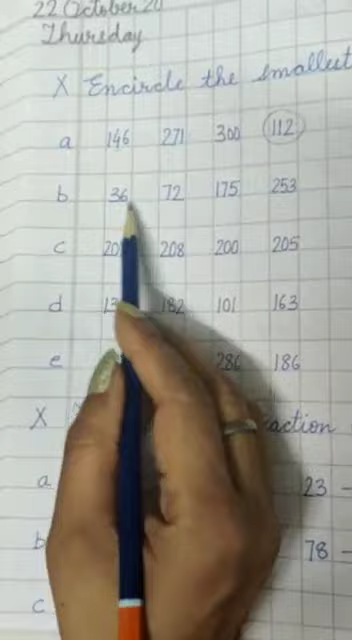 22 October 20
Thursday
X Encircle the smallest
a 146 271 300 112
b 36 72 175 253
c 208 200 205
d 182 101 163
e 286 186
X
a 23 -
b 78 -
c